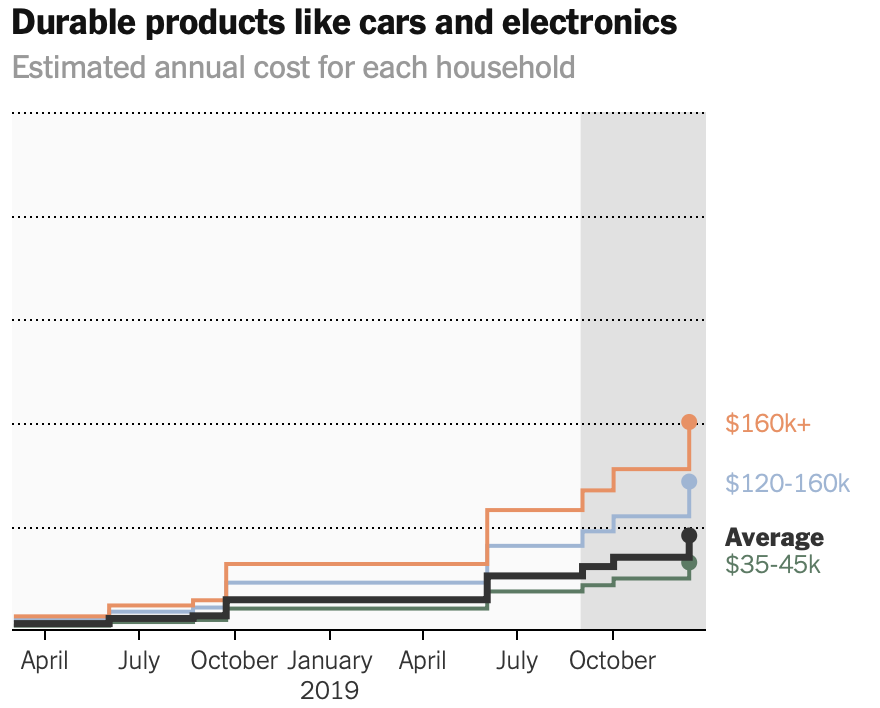 Durable products like cars and electronics
Estimated annual cost for each household
$160k+
$120-160k
Average
$35-45k
April July October January April July October
2019